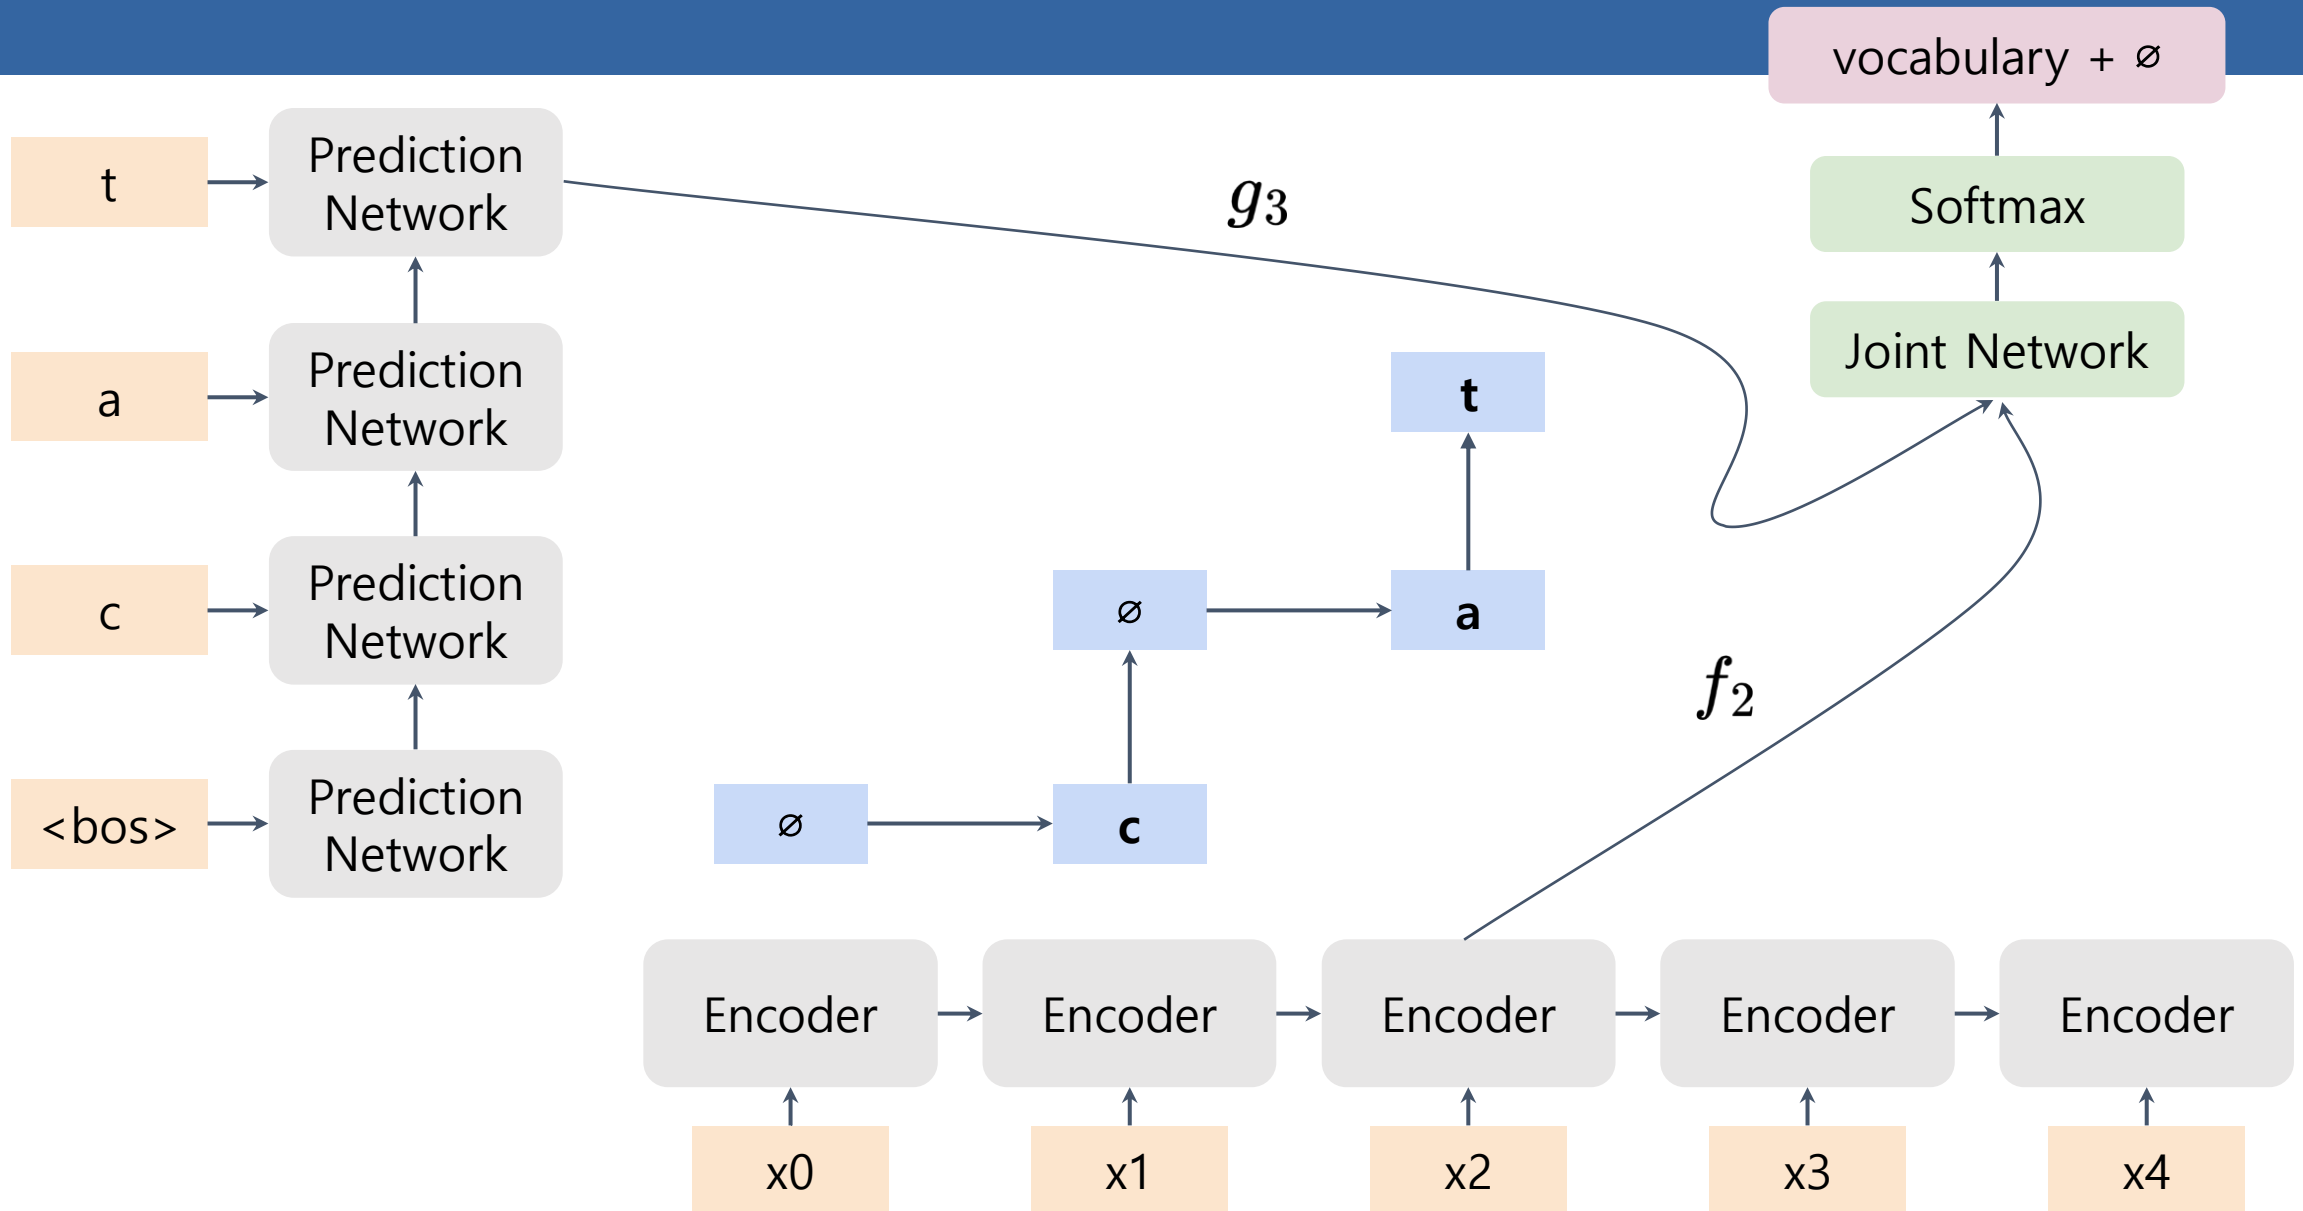 vocabulary + ∅
t
Prediction
Network
g₃
Softmax
Joint Network
a
Prediction
Network
t
c
Prediction
Network
∅
a
f₂
<bos>
Prediction
Network
∅
c
Encoder
Encoder
Encoder
Encoder
Encoder
x0
x1
x2
x3
x4